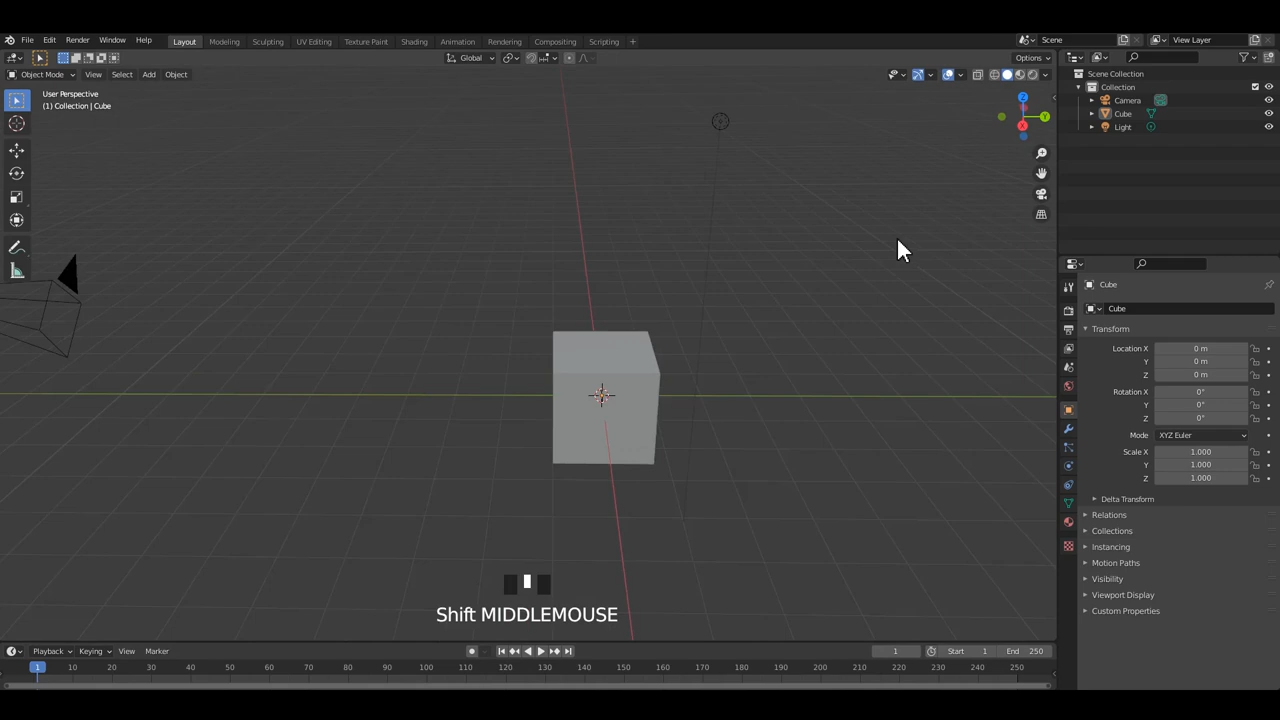 File Edit Render Window Help Layout Modeling Sculpting UV Editing Texture Paint Shading Animation Rendering Compositing Scripting + Scene View Layer
Global Options
Object Mode View Select Add Object
User Perspective
(1) Collection | Cube
Z
Y
X
Scene Collection
Collection
Camera
Cube
Light
Cube
Cube
Transform
Location X 0 m
Y 0 m
Z 0 m
Rotation X 0°
Y 0°
Z 0°
Mode XYZ Euler
Scale X 1.000
Y 1.000
Z 1.000
Delta Transform
Relations
Collections
Instancing
Motion Paths
Visibility
Viewport Display
Custom Properties
Shift MIDDLEMOUSE
Playback Keying View Marker 1 Start 1 End 250
1 10 20 30 40 50 60 70 80 90 100 110 120 130 140 150 160 170 180 190 200 210 220 230 240 250